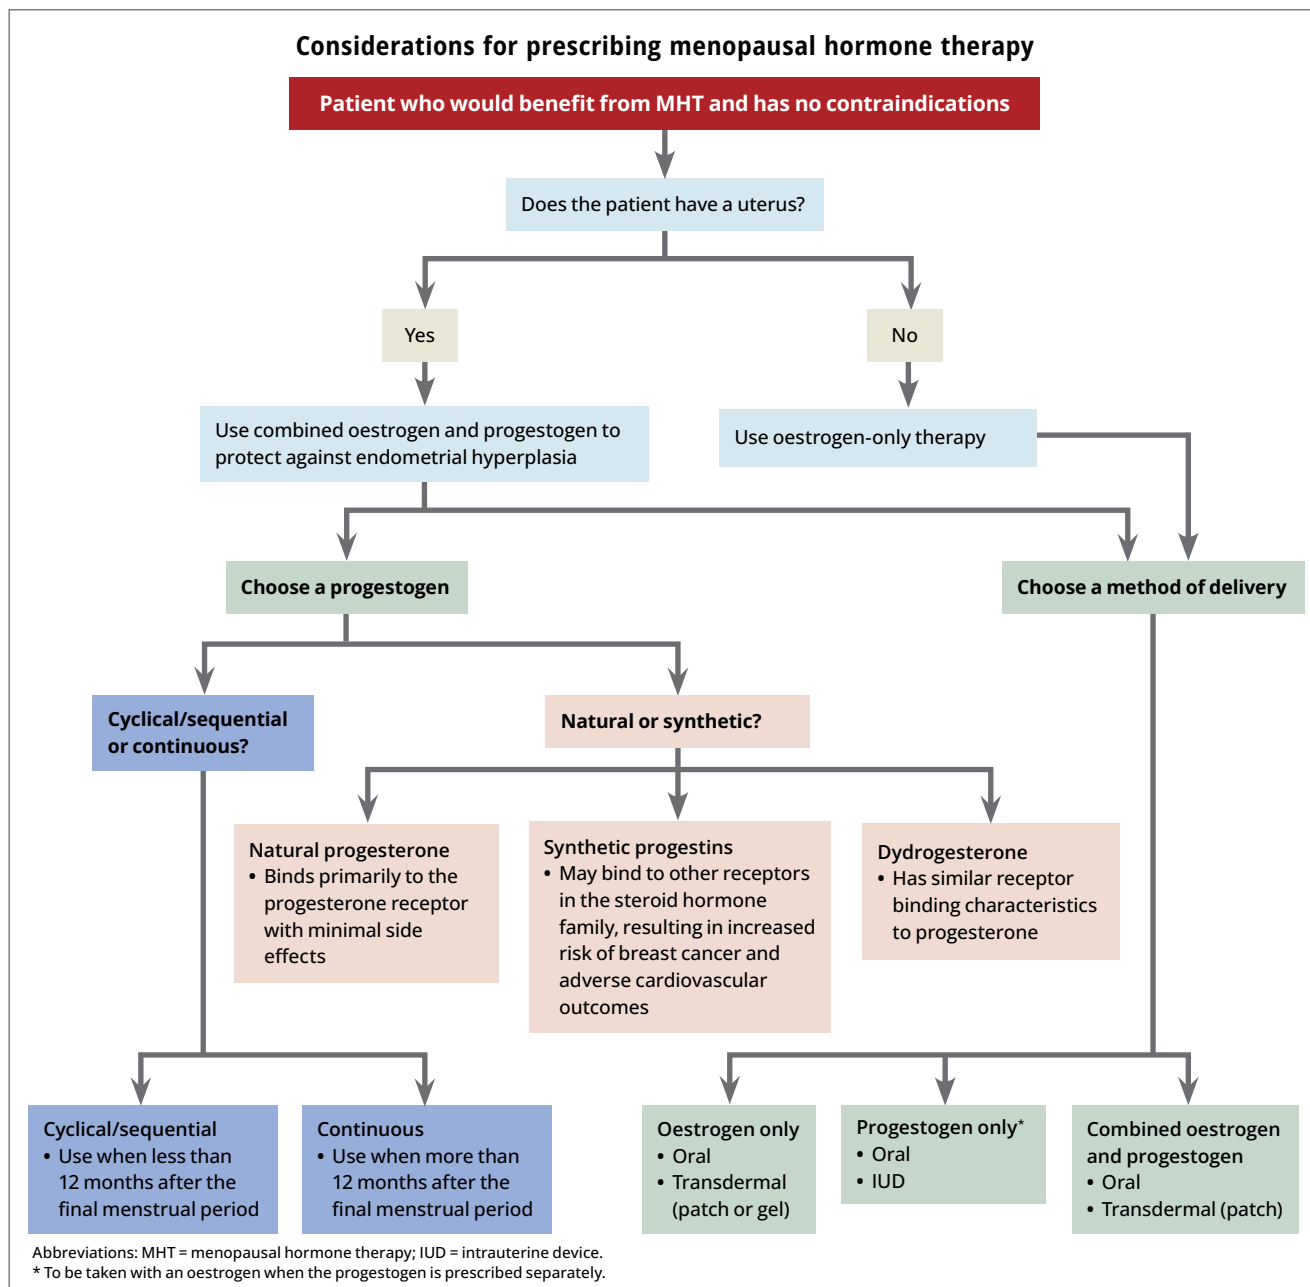 Considerations for prescribing menopausal hormone therapy
Patient who would benefit from MHT and has no contraindications
Does the patient have a uterus?
Yes
No
Use combined oestrogen and progestogen to
protect against endometrial hyperplasia
Use oestrogen-only therapy
Choose a progestogen
Choose a method of delivery
Cyclical/sequential
or continuous?
Natural or synthetic?
Natural progesterone
• Binds primarily to the
progesterone receptor
with minimal side
effects
Synthetic progestins
• May bind to other receptors
in the steroid hormone
family, resulting in increased
risk of breast cancer and
adverse cardiovascular
outcomes
Dydrogesterone
• Has similar receptor
binding characteristics
to progesterone
Cyclical/sequential
• Use when less than
12 months after the
final menstrual period
Continuous
• Use when more than
12 months after the
final menstrual period
Oestrogen only
• Oral
• Transdermal
(patch or gel)
Progestogen only*
• Oral
• IUD
Combined oestrogen
and progestogen
• Oral
• Transdermal (patch)
Abbreviations: MHT = menopausal hormone therapy; IUD = intrauterine device.
* To be taken with an oestrogen when the progestogen is prescribed separately.